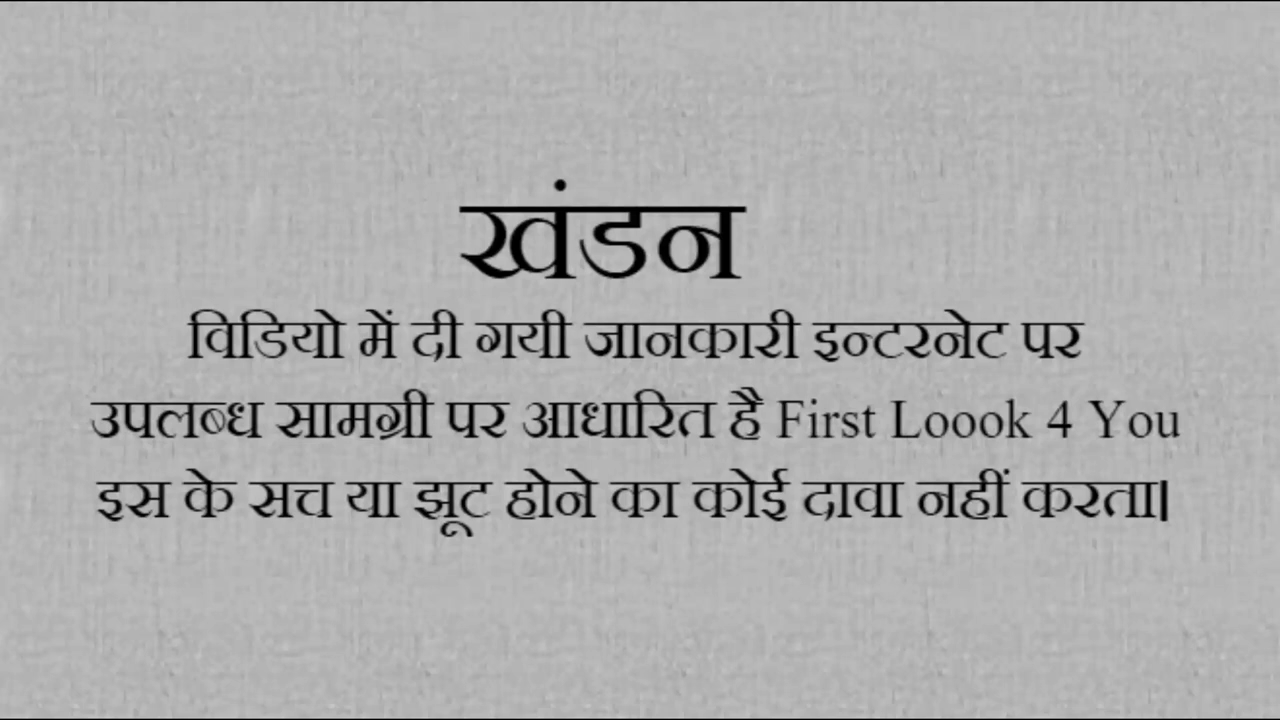 खंडन
विडियो में दी गयी जानकारी इन्टरनेट पर
उपलब्ध सामग्री पर आधारित है First Loook 4 You
इस के सच या झूट होने का कोई दावा नहीं करता।